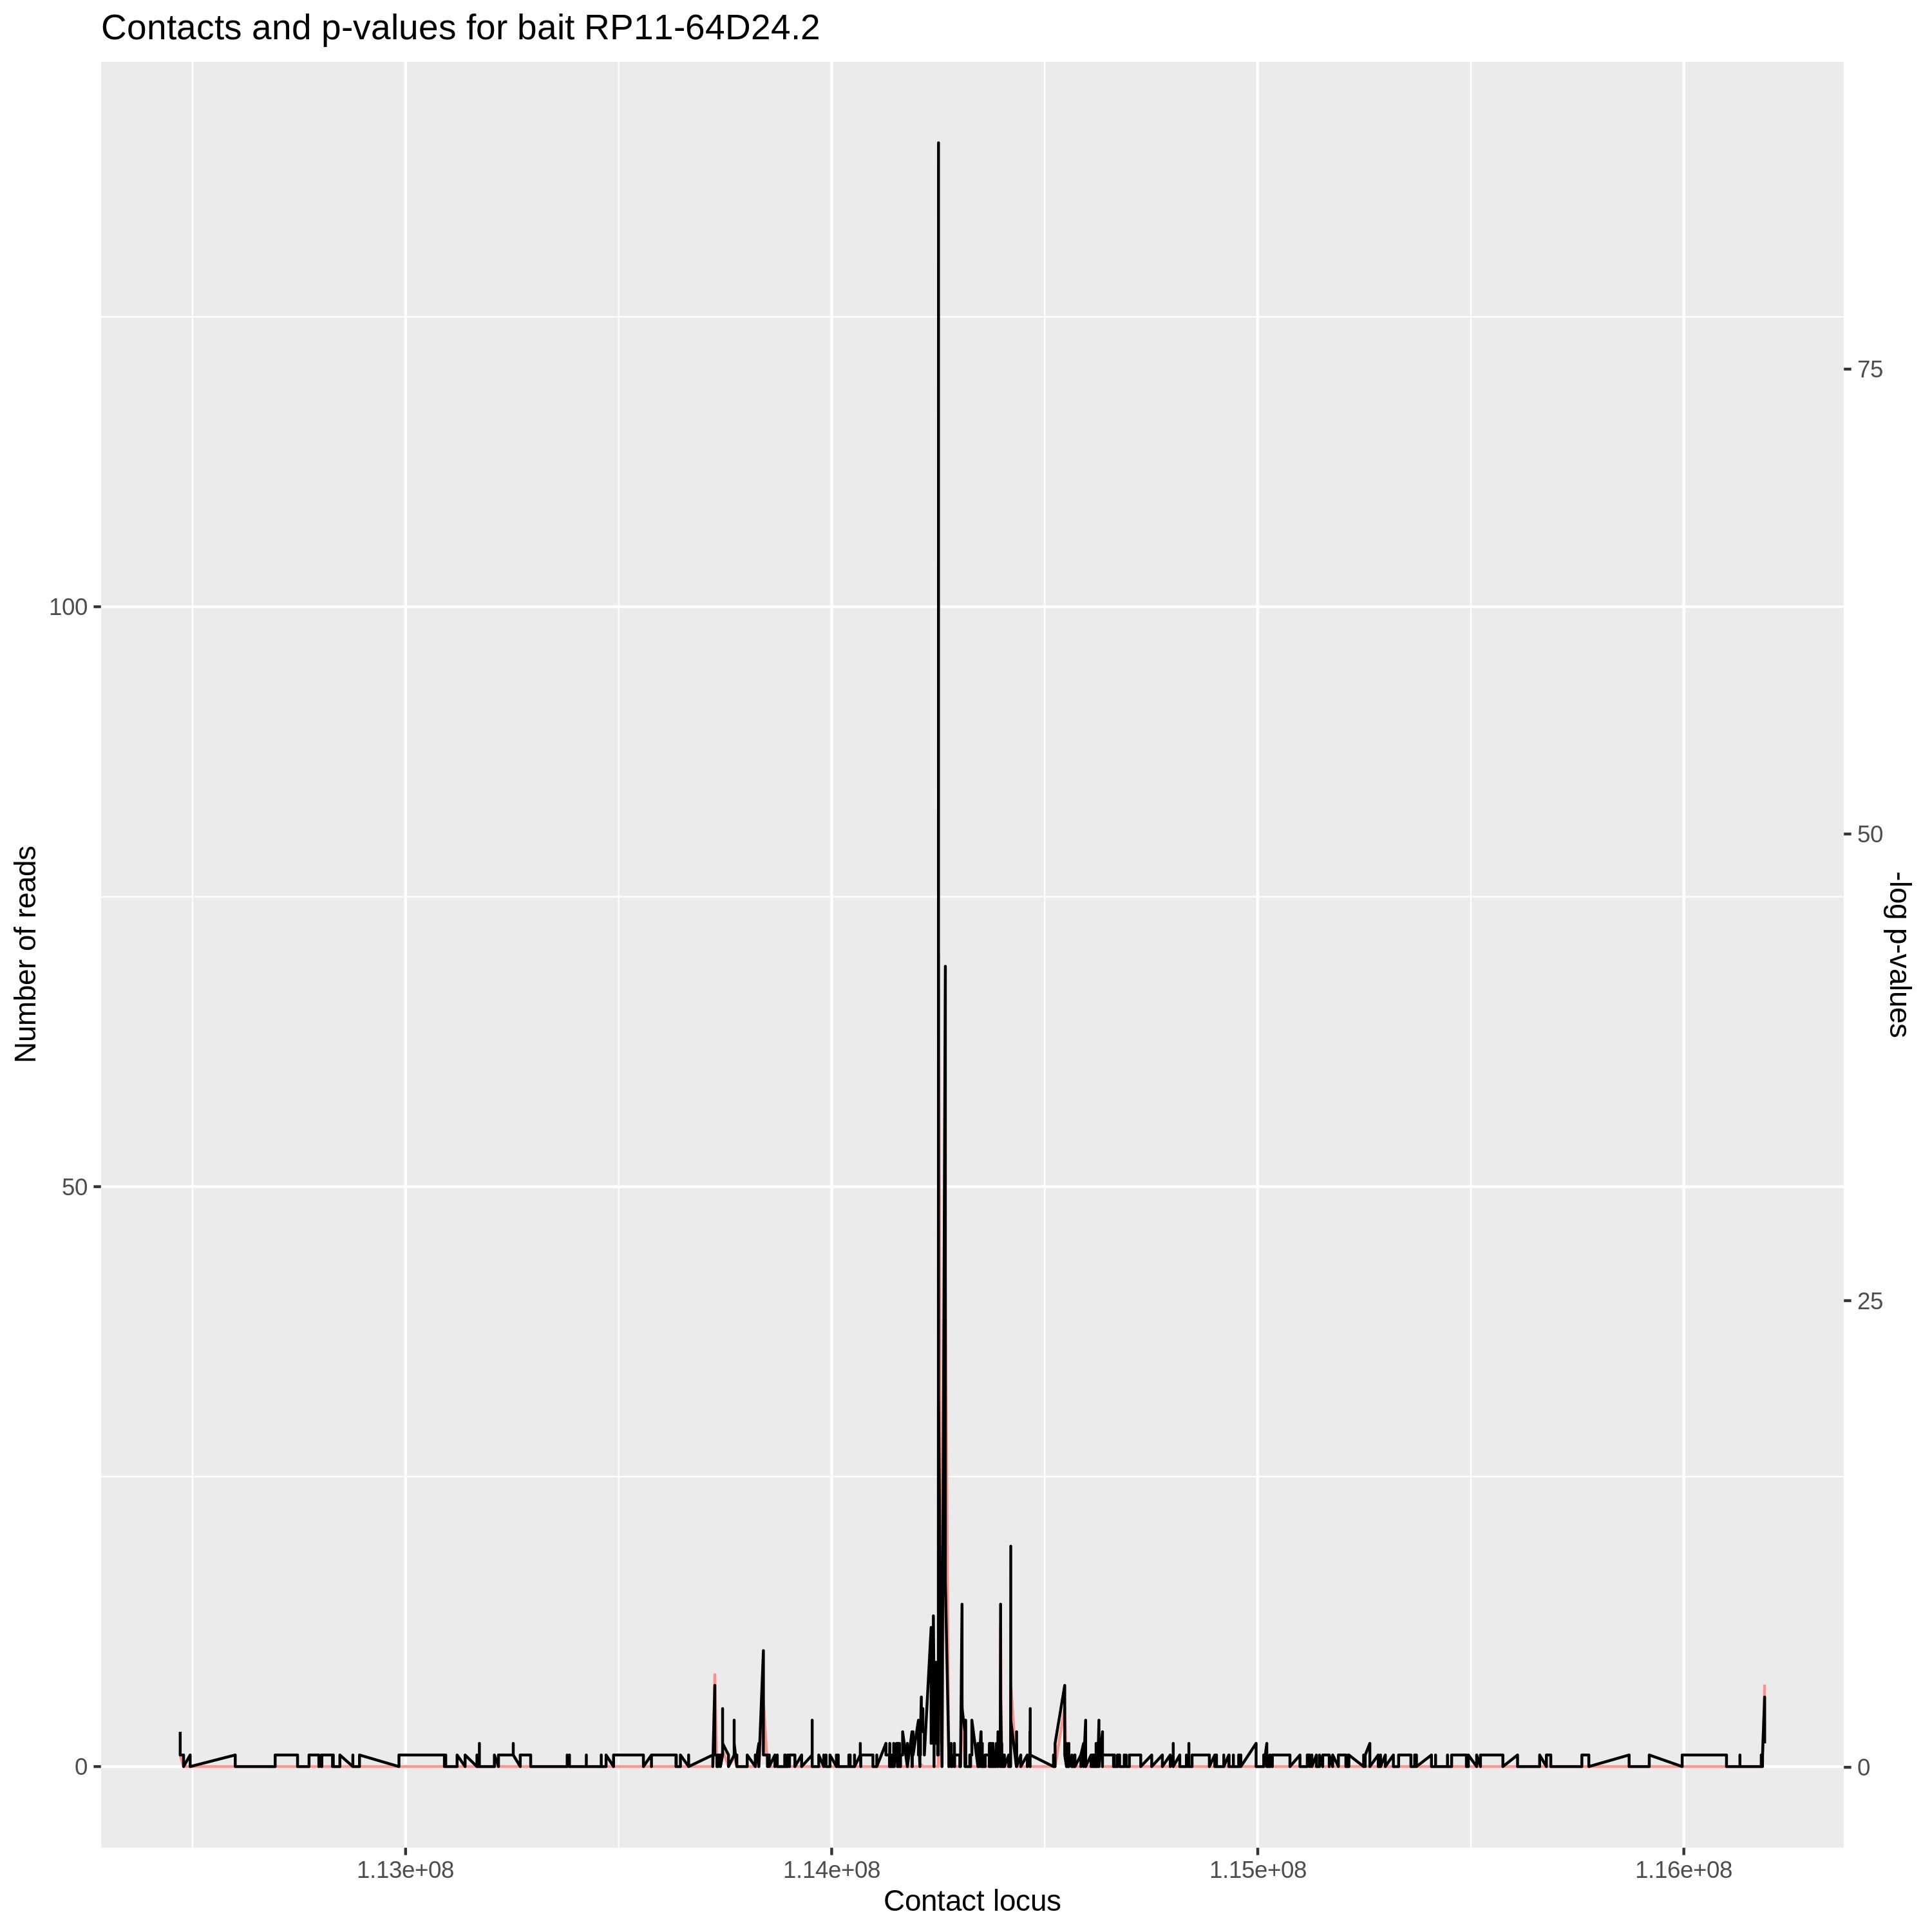 Contacts and p-values for bait RP11-64D24.2
100
50
0
Number of reads
75
50
25
0
-log p-values
1.13e+08
1.14e+08
1.15e+08
1.16e+08
Contact locus